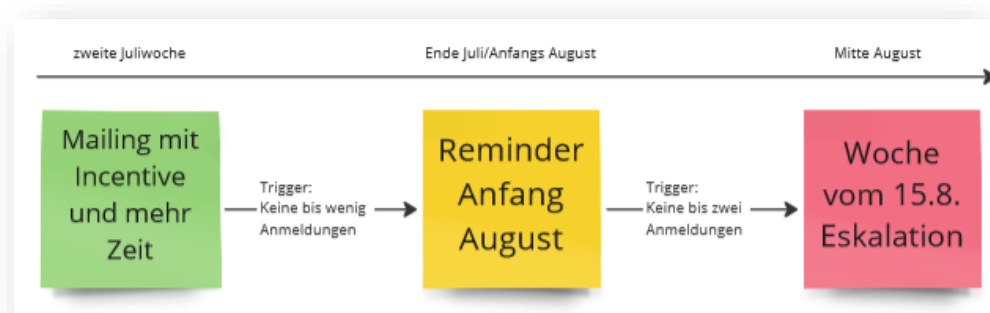 zweite Juliwoche
Ende Juli/Anfangs August
Mitte August
Mailing mit
Incentive
und mehr
Zeit
Trigger:
Keine bis wenig
Anmeldungen
Reminder
Anfang
August
Trigger:
Keine bis zwei
Anmeldungen
Woche
vom 15.8.
Eskalation